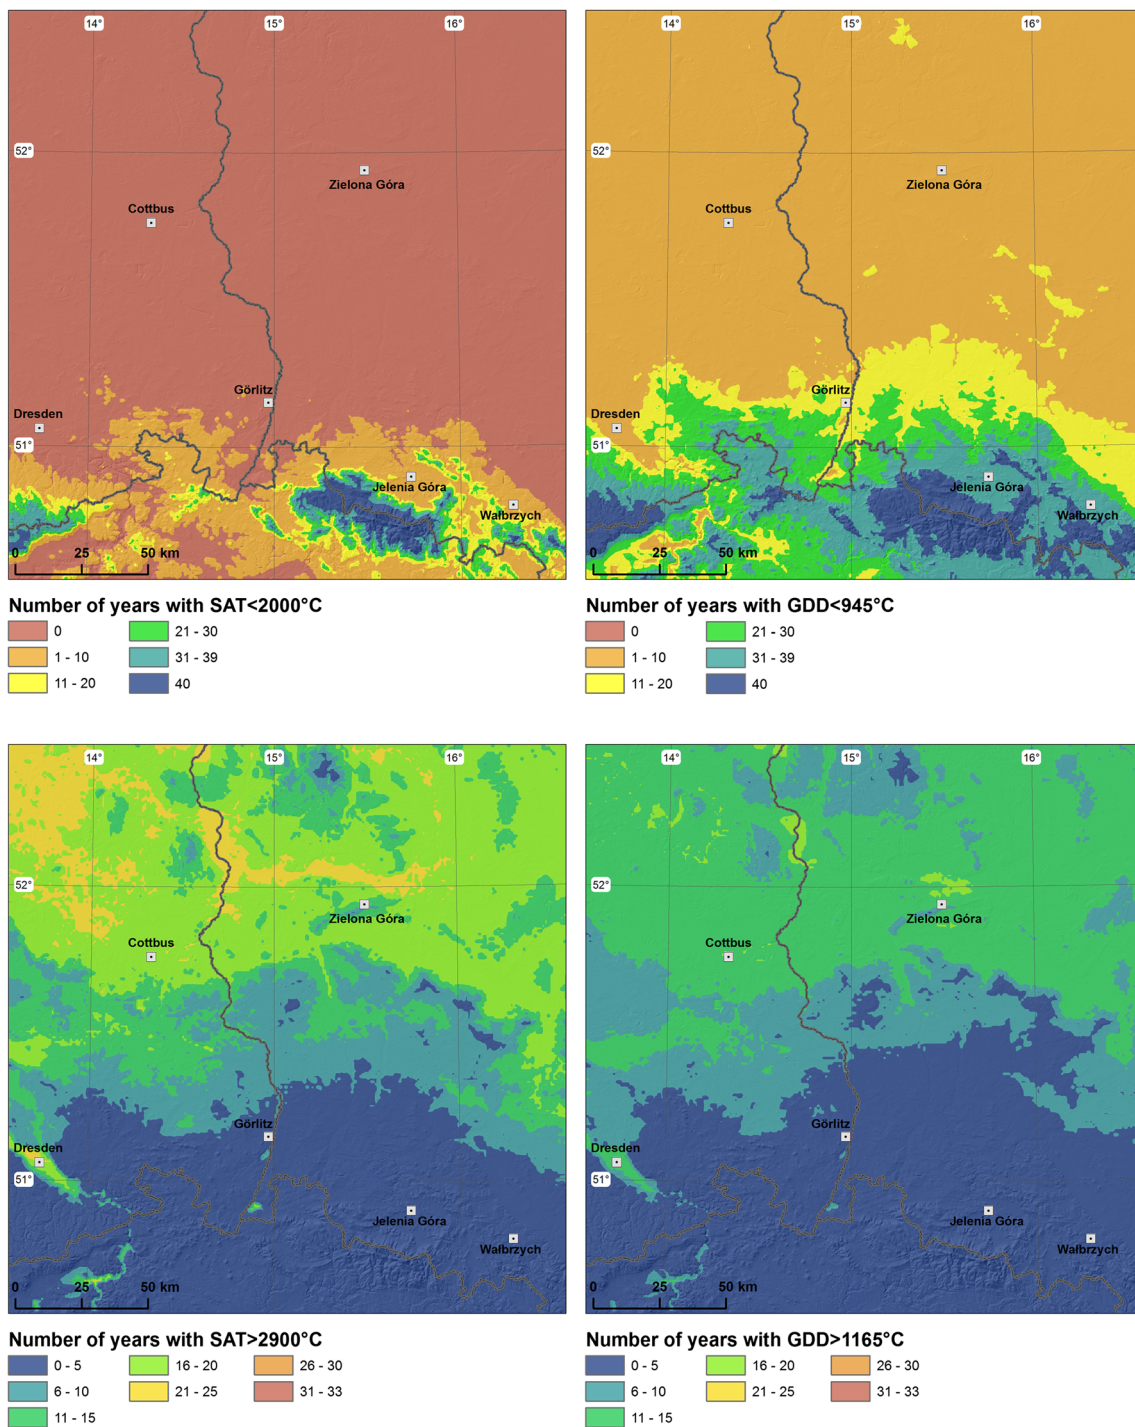 14°
15°
16°
52°
Zielona Góra
Cottbus
Görlitz
Dresden
51°
Jelenia Góra
Wałbrzych
0 25 50 km
Number of years with SAT<2000°C
0
21 - 30
1 - 10
31 - 39
11 - 20
40
14°
15°
16°
52°
Zielona Góra
Cottbus
Görlitz
Dresden
51°
Jelenia Góra
Wałbrzych
0 25 50 km
Number of years with GDD<945°C
0
21 - 30
1 - 10
31 - 39
11 - 20
40
14°
15°
16°
52°
Zielona Góra
Cottbus
Görlitz
Dresden
51°
Jelenia Góra
Wałbrzych
0 25 50 km
Number of years with SAT>2900°C
0 - 5
16 - 20
26 - 30
6 - 10
21 - 25
31 - 33
11 - 15
14°
15°
16°
52°
Zielona Góra
Cottbus
Görlitz
Dresden
51°
Jelenia Góra
Wałbrzych
0 25 50 km
Number of years with GDD>1165°C
0 - 5
16 - 20
26 - 30
6 - 10
21 - 25
31 - 33
11 - 15